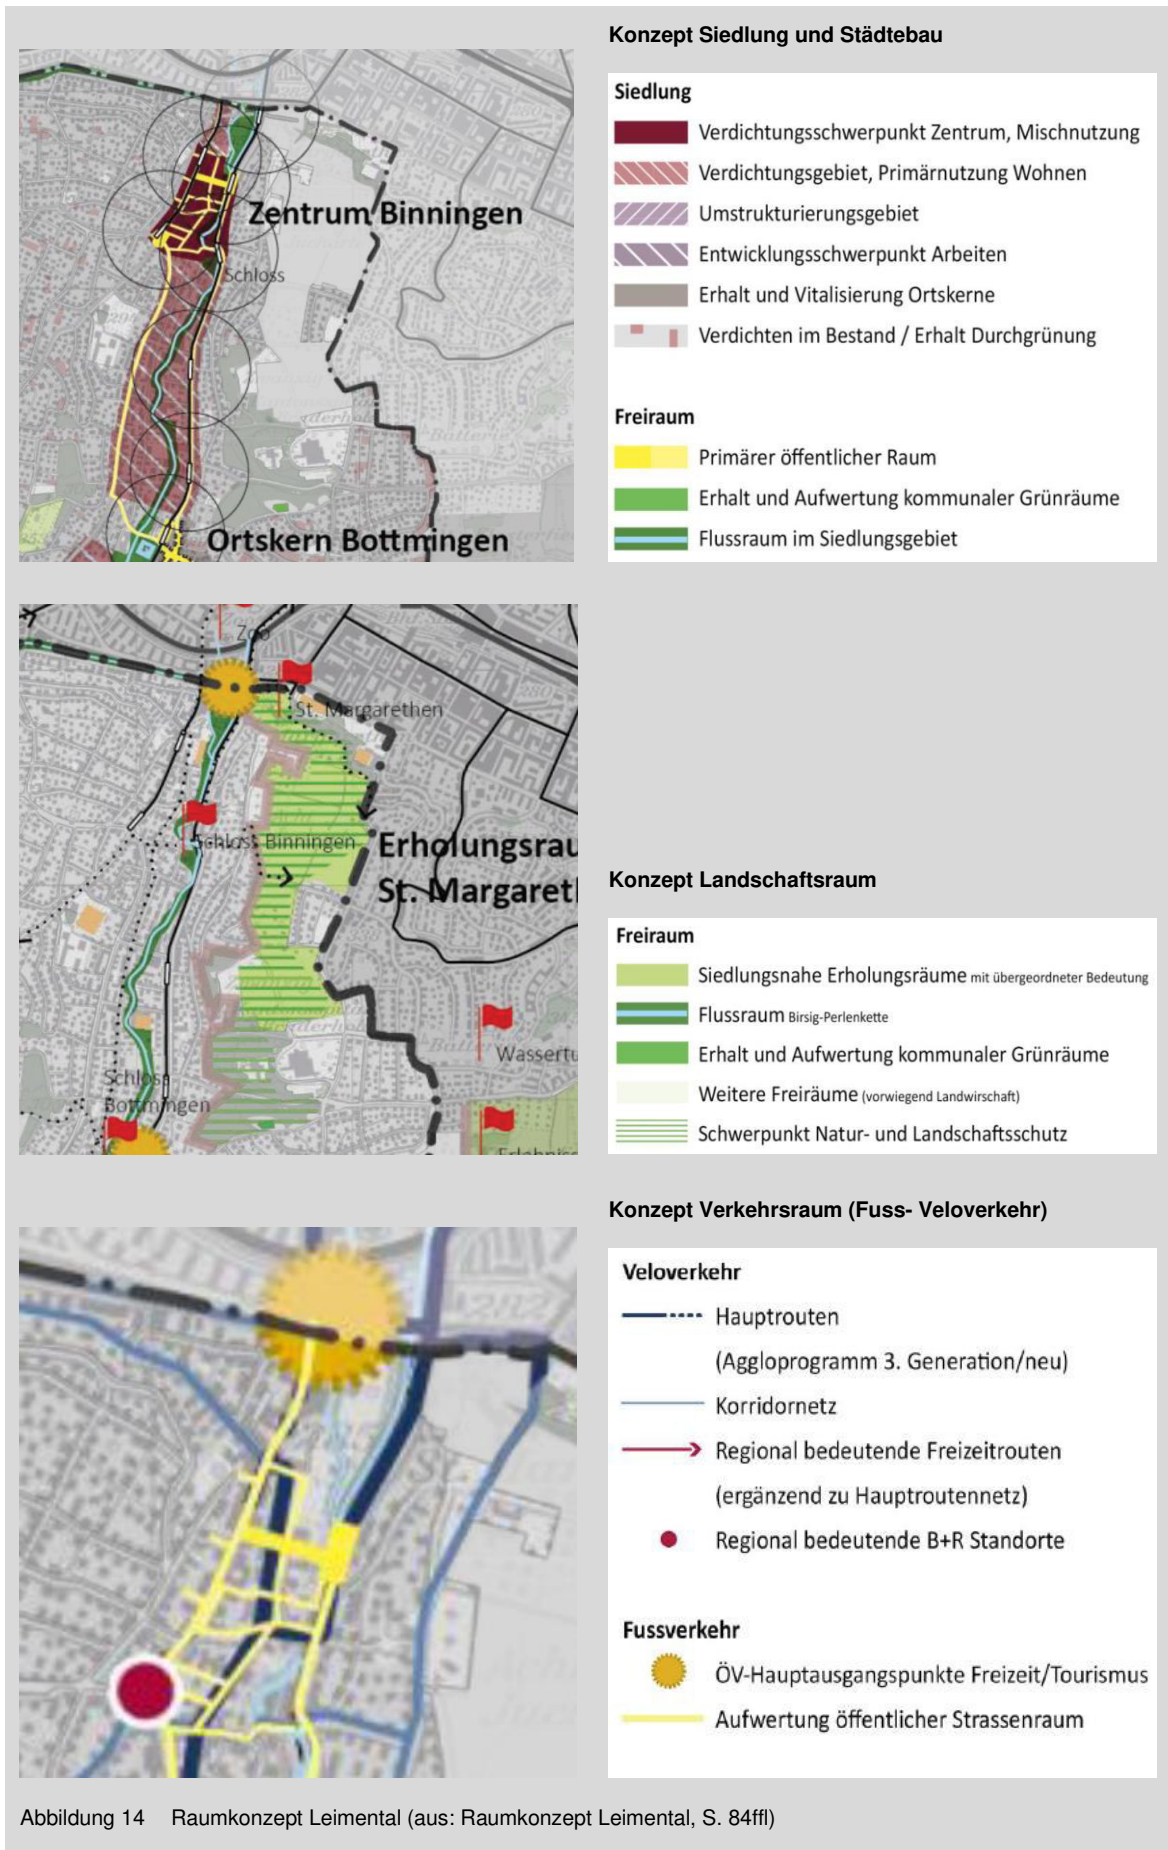 Konzept Siedlung und Städtebau
Zentrum Binningen
Schloss
Ortskern Bottmingen
Siedlung
Verdichtungsschwerpunkt Zentrum, Mischnutzung
Verdichtungsgebiet, Primärnutzung Wohnen
Umstrukturierungsgebiet
Entwicklungsschwerpunkt Arbeiten
Erhalt und Vitalisierung Ortskerne
Verdichten im Bestand / Erhalt Durchgrünung
Freiraum
Primärer öffentlicher Raum
Erhalt und Aufwertung kommunaler Grünräume
Flussraum im Siedlungsgebiet
Zoo
St. Margarethen
280
Schloss Binningen
Erholungsrau
St. Margaret
Wassertu
Schloss
Bottmingen
Erlebnis
Konzept Landschaftsraum
Freiraum
Siedlungsnahe Erholungsräume mit übergeordneter Bedeutung
Flussraum Birsig-Perlenkette
Erhalt und Aufwertung kommunaler Grünräume
Weitere Freiräume (vorwiegend Landwirschaft)
Schwerpunkt Natur- und Landschaftsschutz
Konzept Verkehrsraum (Fuss- Veloverkehr)
282
Veloverkehr
Hauptrouten
(Aggloprogramm 3. Generation/neu)
Korridornetz
Regional bedeutende Freizeitrouten
(ergänzend zu Hauptroutennetz)
Regional bedeutende B+R Standorte
Fussverkehr
ÖV-Hauptausgangspunkte Freizeit/Tourismus
Aufwertung öffentlicher Strassenraum
Abbildung 14 Raumkonzept Leimental (aus: Raumkonzept Leimental, S. 84ffl)